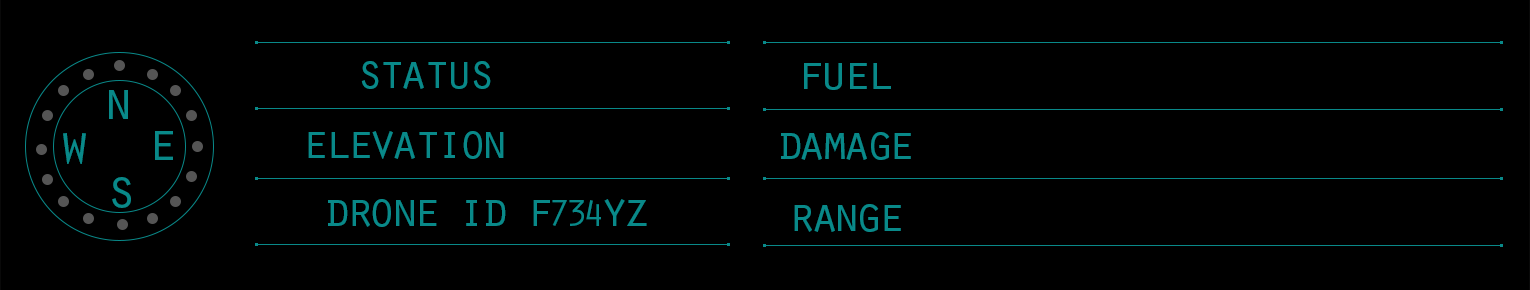 N
W E
S
STATUS
ELEVATION
DRONE ID F734YZ
FUEL
DAMAGE
RANGE